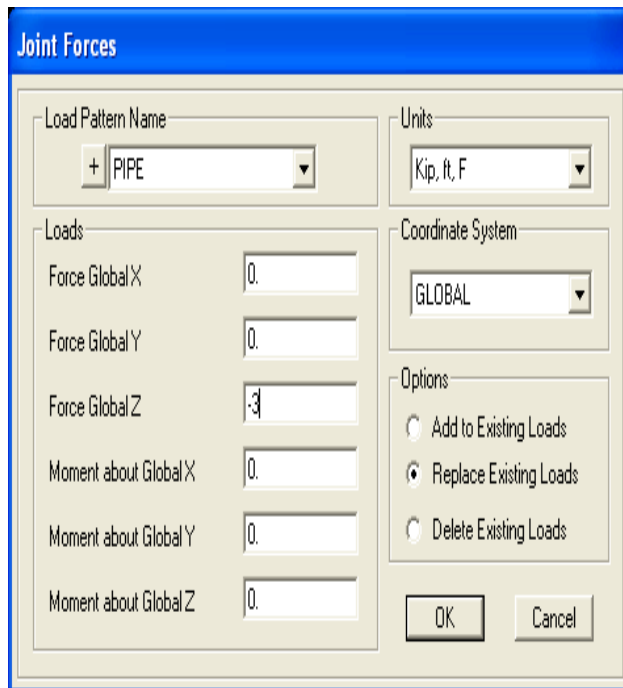 Joint Forces
Load Pattern Name
+ PIPE
Units
Kip, ft, F
Loads
Force Global X 0.
Force Global Y 0.
Force Global Z -3
Moment about Global X 0.
Moment about Global Y 0.
Moment about Global Z 0.
Coordinate System
GLOBAL
Options
Add to Existing Loads
Replace Existing Loads
Delete Existing Loads
OK Cancel